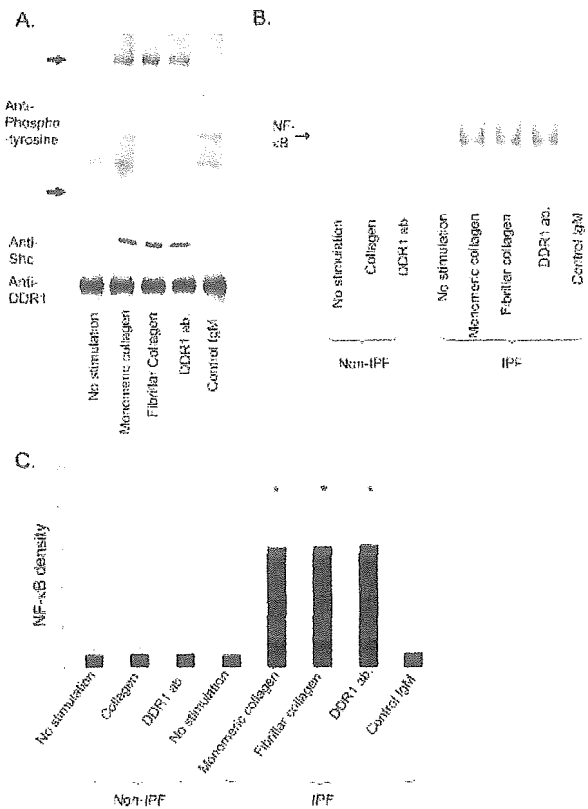 A.
Anti-
Phospho
-tyrosine
Anti-
Shc
Anti-
DDR1
No stimulation
Monomeric collagen
Fibrillar Collagen
DDR1 ab.
Control IgM
B.
NF-
κB
No stimulation
Collagen
DDR1 ab.
No stimulation
Monomeric collagen
Fibrillar collagen
DDR1 ab.
Control IgM
Non-IPF
IPF
C.
NF-κB density
* * *
No stimulation
Collagen
DDR1 ab.
No stimulation
Monomeric collagen
Fibrillar collagen
DDR1 ab.
Control IgM
Non-IPF
IPF